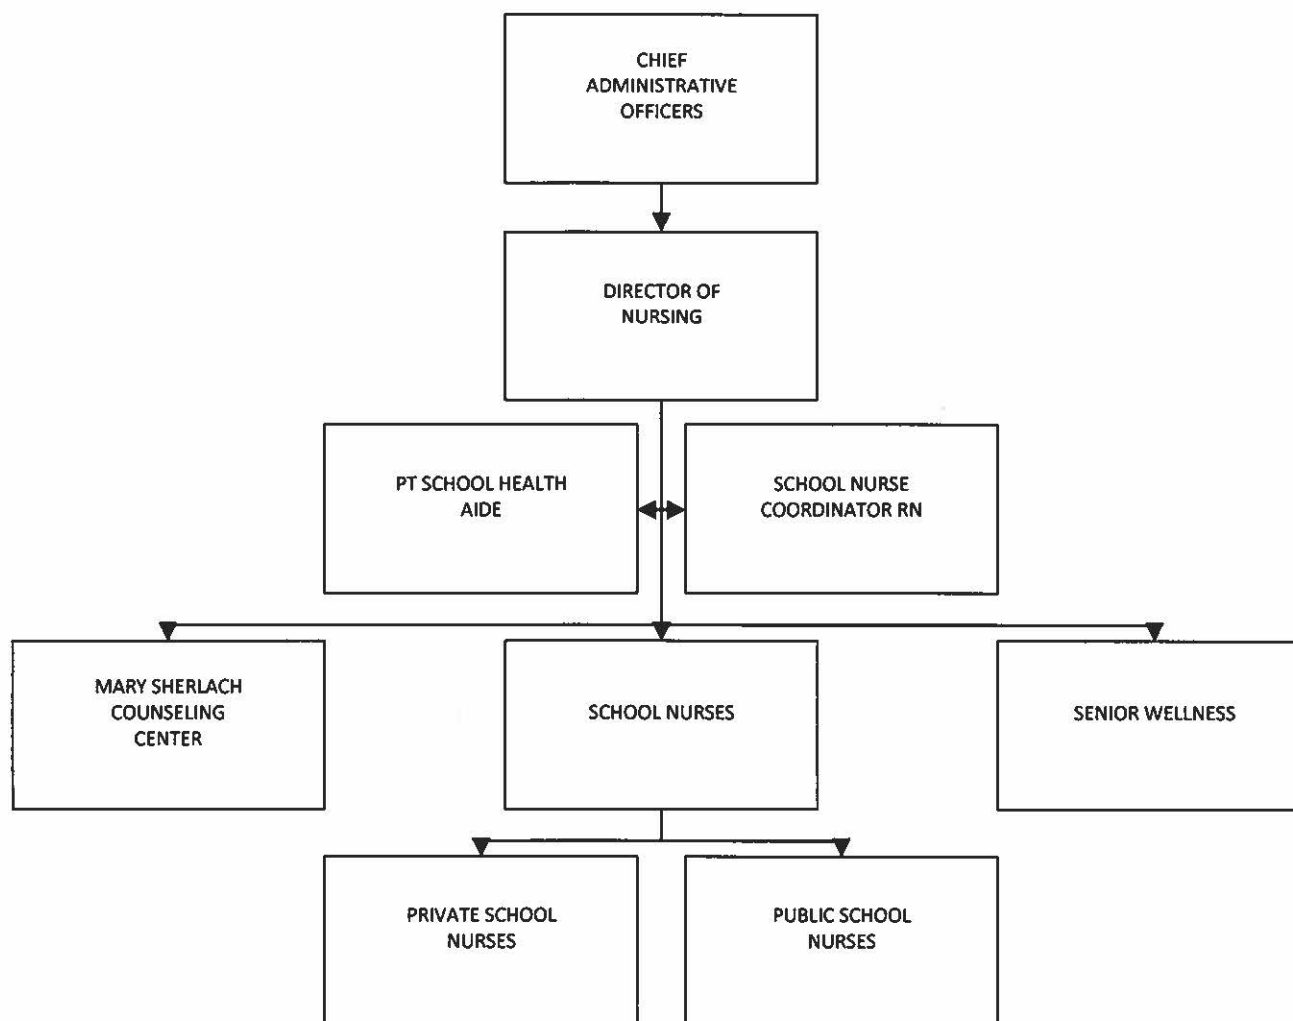 CHIEF
ADMINISTRATIVE
OFFICERS
DIRECTOR OF
NURSING
PT SCHOOL HEALTH
AIDE
SCHOOL NURSE
COORDINATOR RN
MARY SHERLACH
COUNSELING
CENTER
SCHOOL NURSES
SENIOR WELLNESS
PRIVATE SCHOOL
NURSES
PUBLIC SCHOOL
NURSES